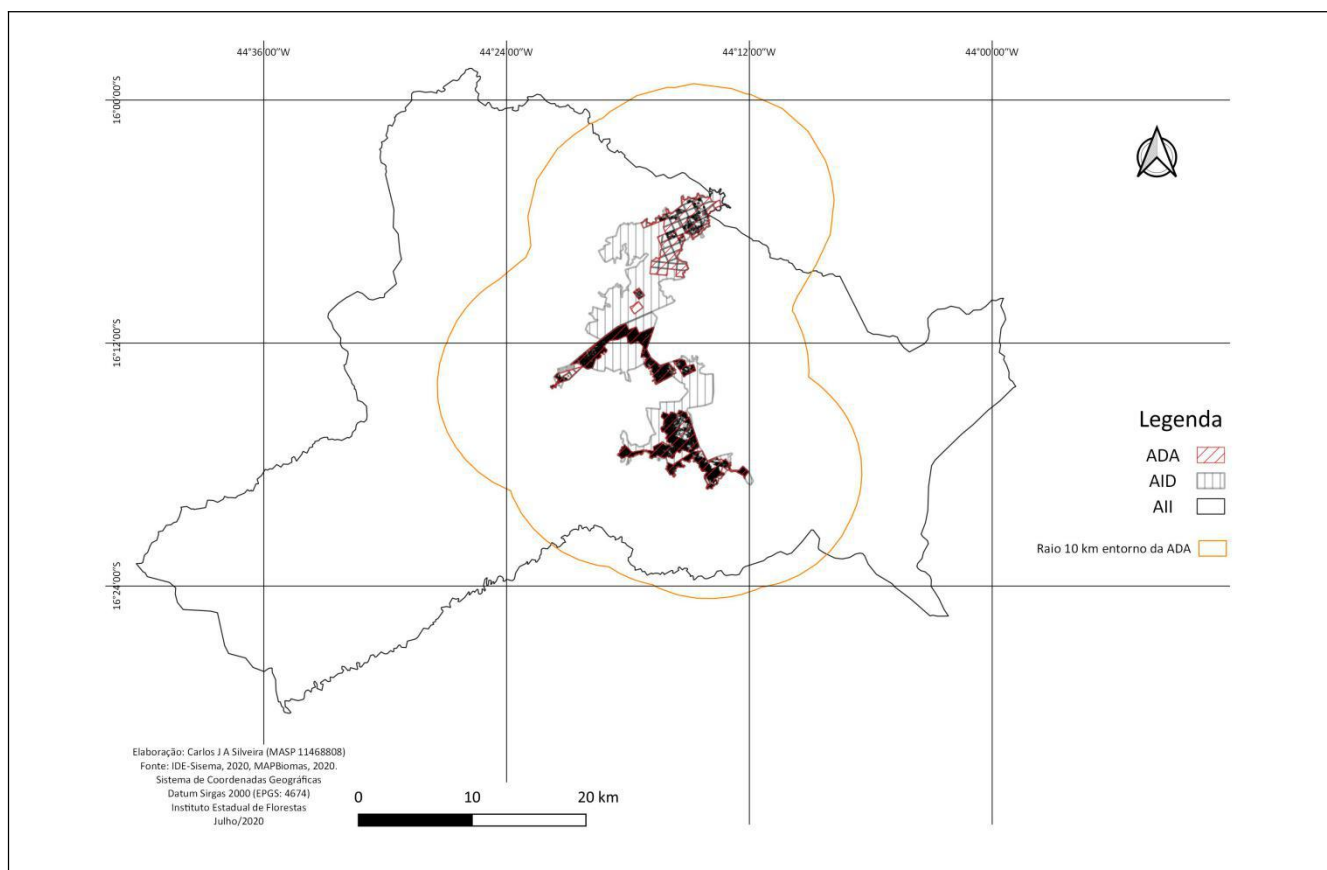 44°36'00"W
44°24'00"W
44°12'00"W
44°00'00"W
16°00'00"S
16°12'00"S
16°24'00"S
Legenda
ADA
AID
AII
Raio 10 km entorno da ADA
Elaboração: Carlos J A Silveira (MASP 11468808)
Fonte: IDE-Sisema, 2020, MAPBiomas, 2020.
Sistema de Coordenadas Geográficas
Datum Sirgas 2000 (EPGS: 4674)
Instituto Estadual de Florestas
Julho/2020
0 10 20 km